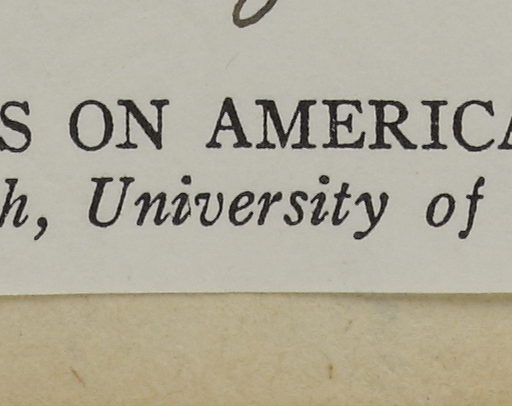 S ON AMERICA
h, University of